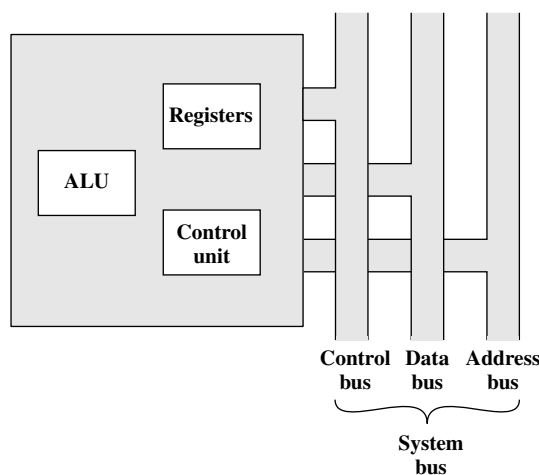 Registers
ALU
Control
unit
Control Data Address
bus bus bus
System
bus